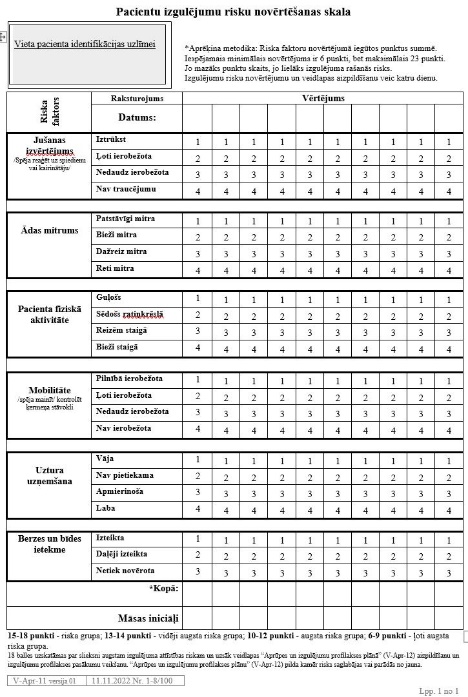 Pacientu izgulējumu risku novērtēšanas skala
Vieta pacienta identifikācijas uzlīmei
*Aprēķina metodika: Riska faktoru novērtējumā iegūtos punktus summē.
Iespējamais minimālais novērtējums ir 6 punkti, bet maksimālais 23 punkti.
Jo mazāks punktu skaits, jo lielāks izgulējuma rašanās risks.
Izgulējumu risku novērtējumu un veidlapas aizpildīšanu veic katru dienu.
Riska faktors
Raksturojums
Vērtējums
Datums:
Jušanas
izvērtējums
/Spēja reaģēt uz spiedienu
vai kairinātāju/
Iztrūkst 1 1 1 1 1 1 1 1 1 1
Ļoti ierobežota 2 2 2 2 2 2 2 2 2 2
Nedaudz ierobežota 3 3 3 3 3 3 3 3 3 3
Nav traucējumu 4 4 4 4 4 4 4 4 4 4
Ādas mitrums
Patstāvīgi mitra 1 1 1 1 1 1 1 1 1 1
Bieži mitra 2 2 2 2 2 2 2 2 2 2
Dažreiz mitra 3 3 3 3 3 3 3 3 3 3
Reti mitra 4 4 4 4 4 4 4 4 4 4
Pacienta fiziskā
aktivitāte
Guļošs 1 1 1 1 1 1 1 1 1 1
Sēdošs ratiņkrēslā 2 2 2 2 2 2 2 2 2 2
Reizēm staigā 3 3 3 3 3 3 3 3 3 3
Bieži staigā 4 4 4 4 4 4 4 4 4 4
Mobilitāte
/spēja mainīt/ kontrolēt
ķermeņa stāvokli
Pilnībā ierobežota 1 1 1 1 1 1 1 1 1 1
Ļoti ierobežota 2 2 2 2 2 2 2 2 2 2
Nedaudz ierobežota 3 3 3 3 3 3 3 3 3 3
Nav ierobežota 4 4 4 4 4 4 4 4 4 4
Uztura
uzņemšana
Vāja 1 1 1 1 1 1 1 1 1 1
Nav pietiekama 2 2 2 2 2 2 2 2 2 2
Apmierinoša 3 3 3 3 3 3 3 3 3 3
Laba 4 4 4 4 4 4 4 4 4 4
Berzes un bīdes
ietekme
Izteikta 1 1 1 1 1 1 1 1 1 1
Daļēji izteikta 2 2 2 2 2 2 2 2 2 2
Netiek novērota 3 3 3 3 3 3 3 3 3 3
*Kopā:
Māsas iniciāļi
15-18 punkti - riska grupa; 13-14 punkti - vidēji augsta riska grupa; 10-12 punkti - augsta riska grupa; 6-9 punkti - ļoti augsta
riska grupa.
18 balles uzskatāmas par slieksni augstam izgulējuma attīstības riskam un uzsāk veidlapas “Aprūpes un izgulējumu profilakses plānā” (V-Apr-12) aizpildīšanu un
izgulējumu profilakses pasākumu veikšanu. “Aprūpes un izgulējumu profilakses plānu” (V-Apr-12) pilda kamēr risks saglabājas vai parādās no jauna.
V-Apr-11 versija 01 11.11.2022 Nr. 1-8/100
Lpp. 1 no 1